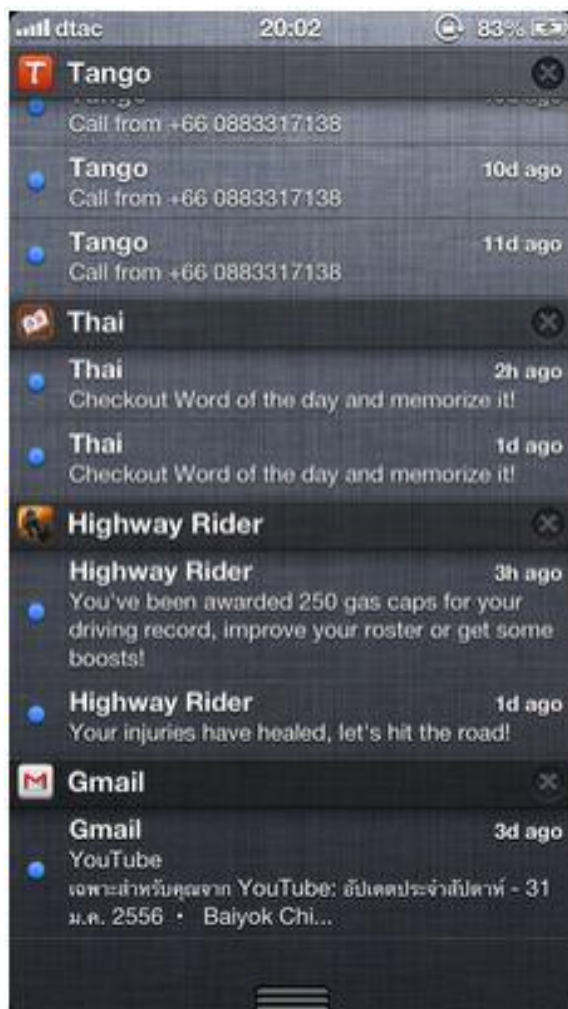 dtac 20:02 83%
Tango
Tango 10d ago
Call from +66 0883317138
Tango 10d ago
Call from +66 0883317138
Tango 11d ago
Call from +66 0883317138
Thai
Thai 2h ago
Checkout Word of the day and memorize it!
Thai 1d ago
Checkout Word of the day and memorize it!
Highway Rider
Highway Rider 3h ago
You've been awarded 250 gas caps for your
driving record, improve your roster or get some
boosts!
Highway Rider 1d ago
Your injuries have healed, let's hit the road!
Gmail
Gmail 3d ago
YouTube
เฉพาะสำหรับคุณจาก YouTube: อัปเดตประจำสัปดาห์ - 31
ม.ค. 2556 • Baiyok Chi...